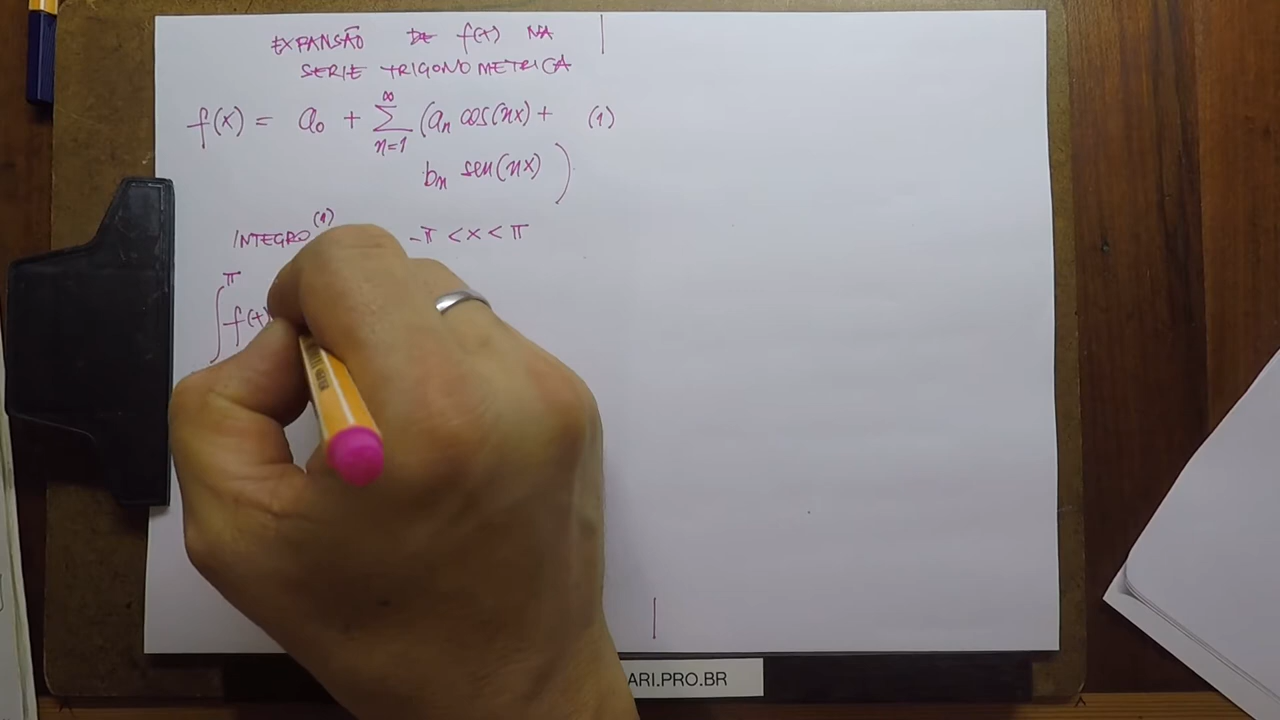 EXPANSÃO DE f(x) NA
SERIE TRIGONOMETRICA
f(x) = a₀ + ∑ₙ₌₁^∞ (aₙ cos(nx) + (1)
bₙ sen(nx))
INTEGRO (1) -π < x < π
∫^π f(x)
ARI.PRO.BR